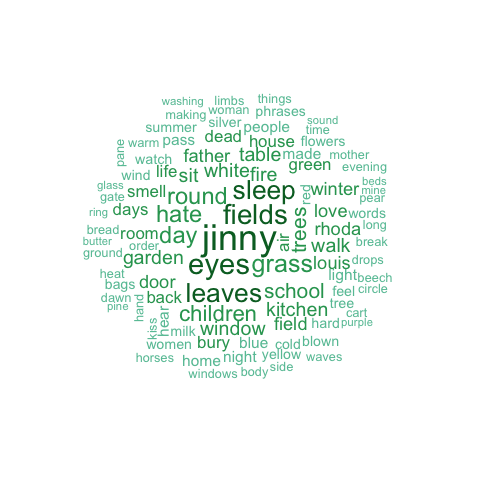 washing limbs things
making woman phrases
summer silver people sound
pane pass dead house time flowers
warm father table made mother
watch life white fire green evening
wind sit
glass smell round sleep red winter beds
gate mine
ring days hate fields trees love words pear
bread room day jinny air rhoda long
butter order walk break
ground garden eyes grass louis drops
heat door light beech
bags leaves school feel circle
dawn back tree
pine hand hear children kitchen cart
kiss milk window field hard purple
women bury blue cold blown
horses home night yellow waves
windows body side